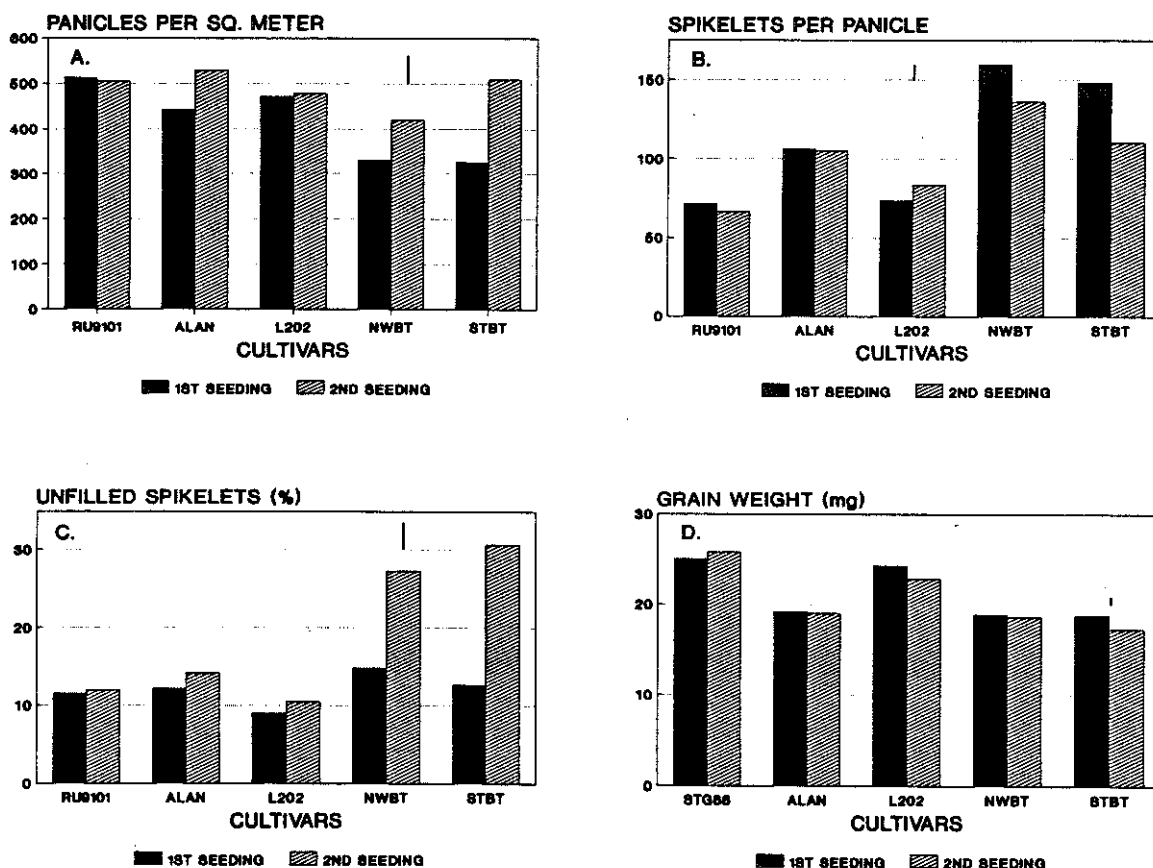 PANICLES PER SQ. METER
A.
600
500
400
300
200
100
0
RU9101 ALAN L202 NWBT STBT
CULTIVARS
1ST SEEDING 2ND SEEDING
SPIKELETS PER PANICLE
B.
150
100
50
0
RU9101 ALAN L202 NWBT STBT
CULTIVARS
1ST SEEDING 2ND SEEDING
UNFILLED SPIKELETS (%)
C.
30
20
10
0
RU9101 ALAN L202 NWBT STBT
CULTIVARS
1ST SEEDING 2ND SEEDING
GRAIN WEIGHT (mg)
D.
30
20
10
0
ALAN L202 NWBT STBT
CULTIVARS
1ST SEEDING 2ND SEEDING